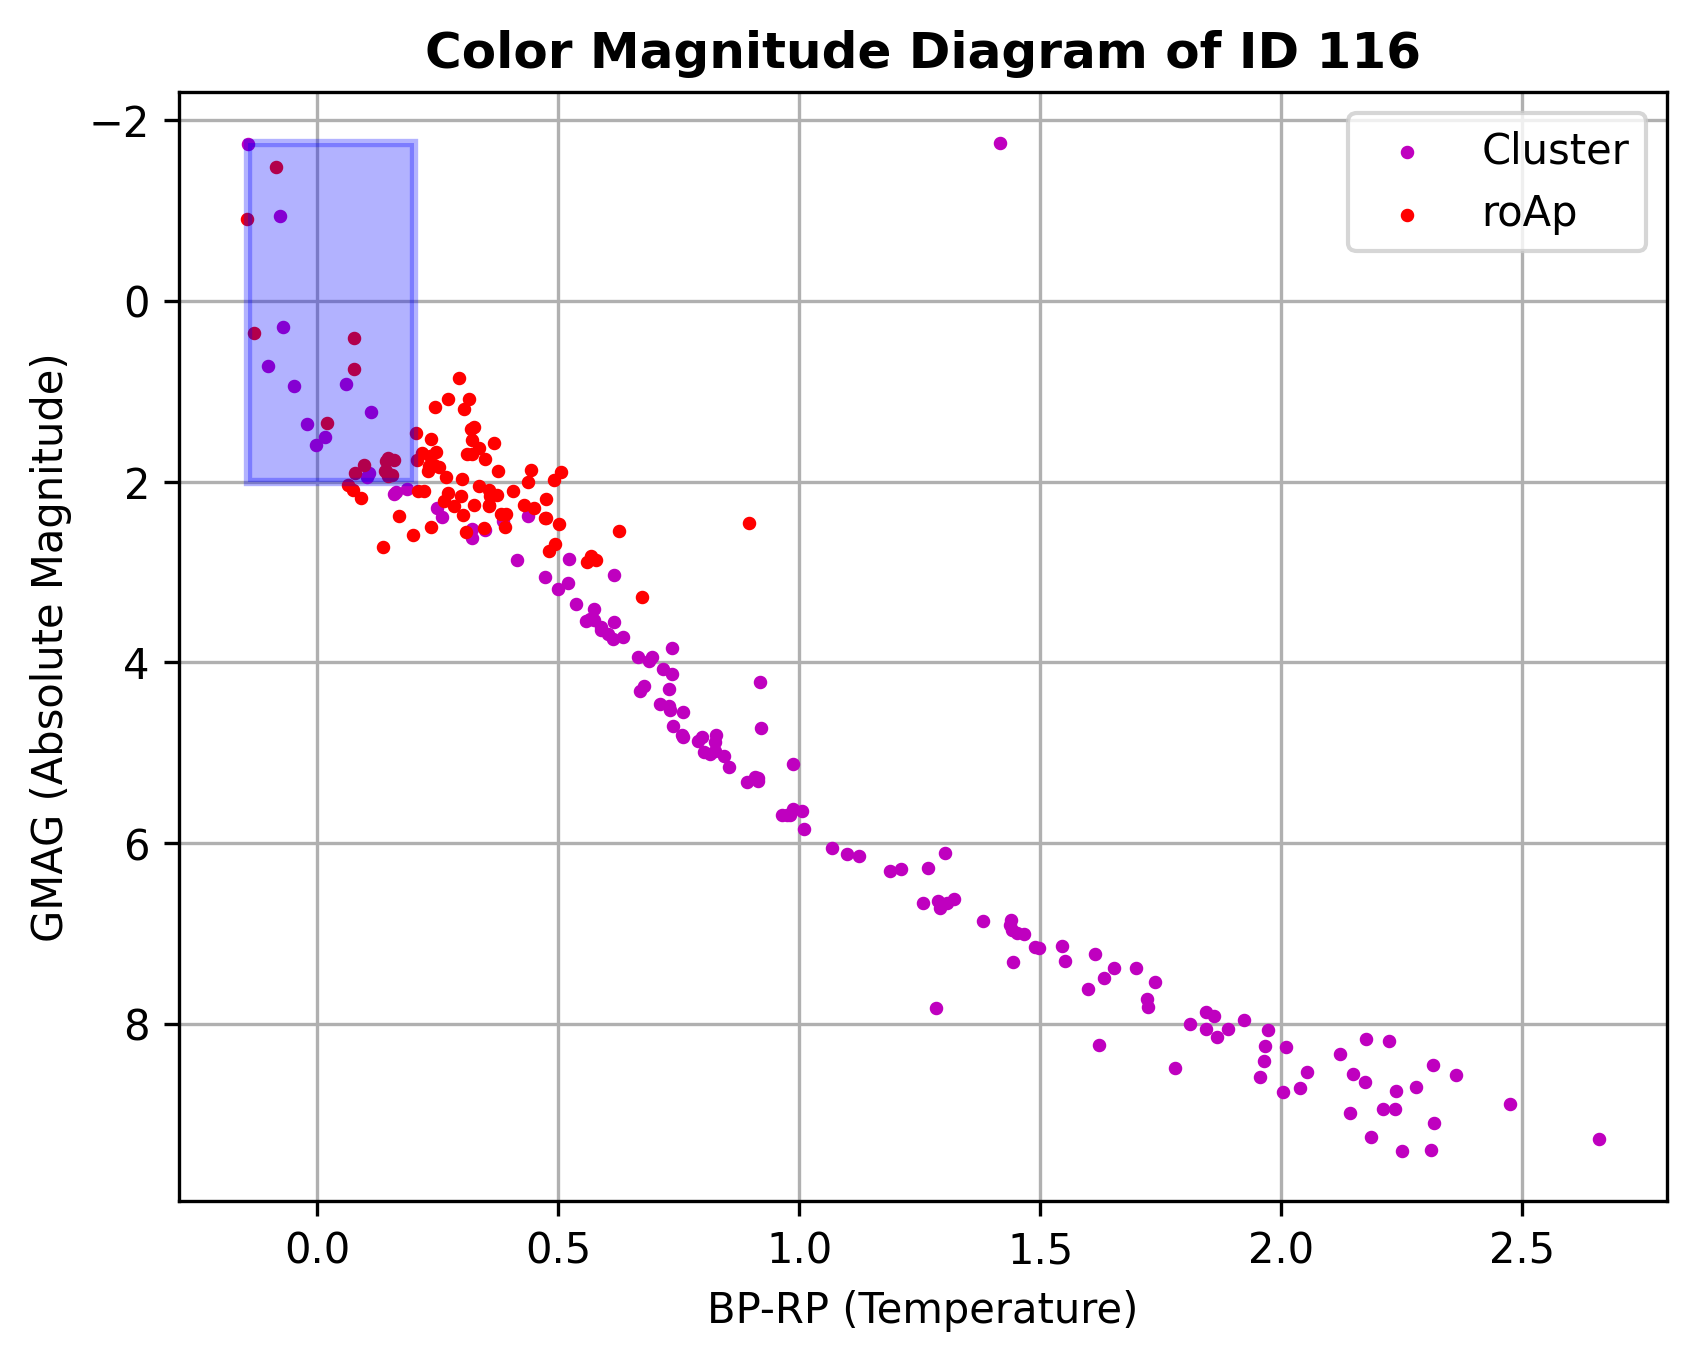 Color Magnitude Diagram of ID 116
Cluster
roAp
GMAG (Absolute Magnitude)
−2
0
2
4
6
8
0.0 0.5 1.0 1.5 2.0 2.5
BP-RP (Temperature)